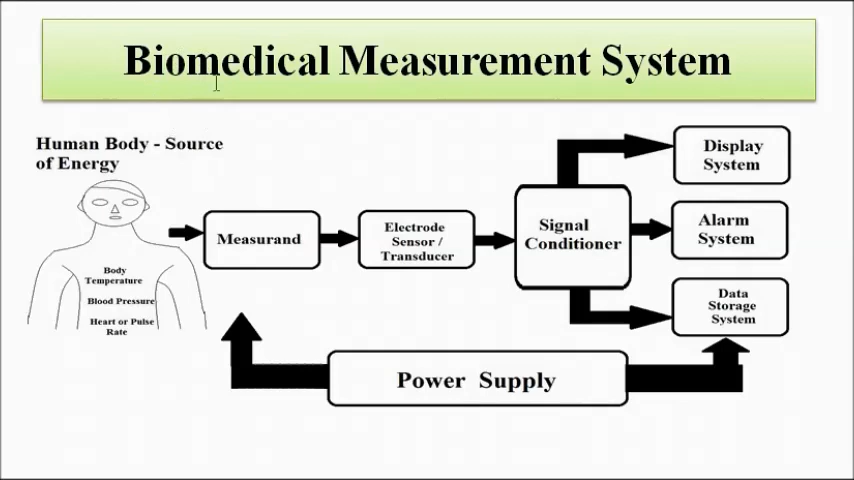 Biomedical Measurement System
Human Body - Source
of Energy
Body
Temperature
Blood Pressure
Heart or Pulse
Rate
Measurand
Electrode
Sensor /
Transducer
Signal
Conditioner
Display
System
Alarm
System
Data
Storage
System
Power Supply